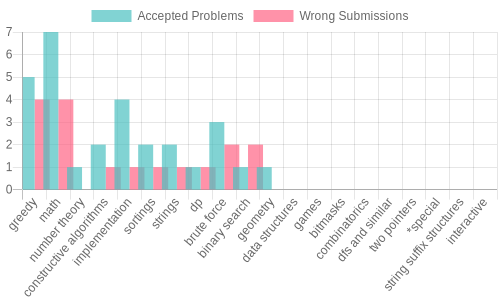 Accepted Problems Wrong Submissions
7
6
5
4
3
2
1
0
greedy
math
number theory
constructive algorithms
implementation
sortings
strings
dp
brute force
binary search
geometry
data structures
games
bitmasks
combinatorics
dfs and similar
two pointers
*special
string suffix structures
interactive